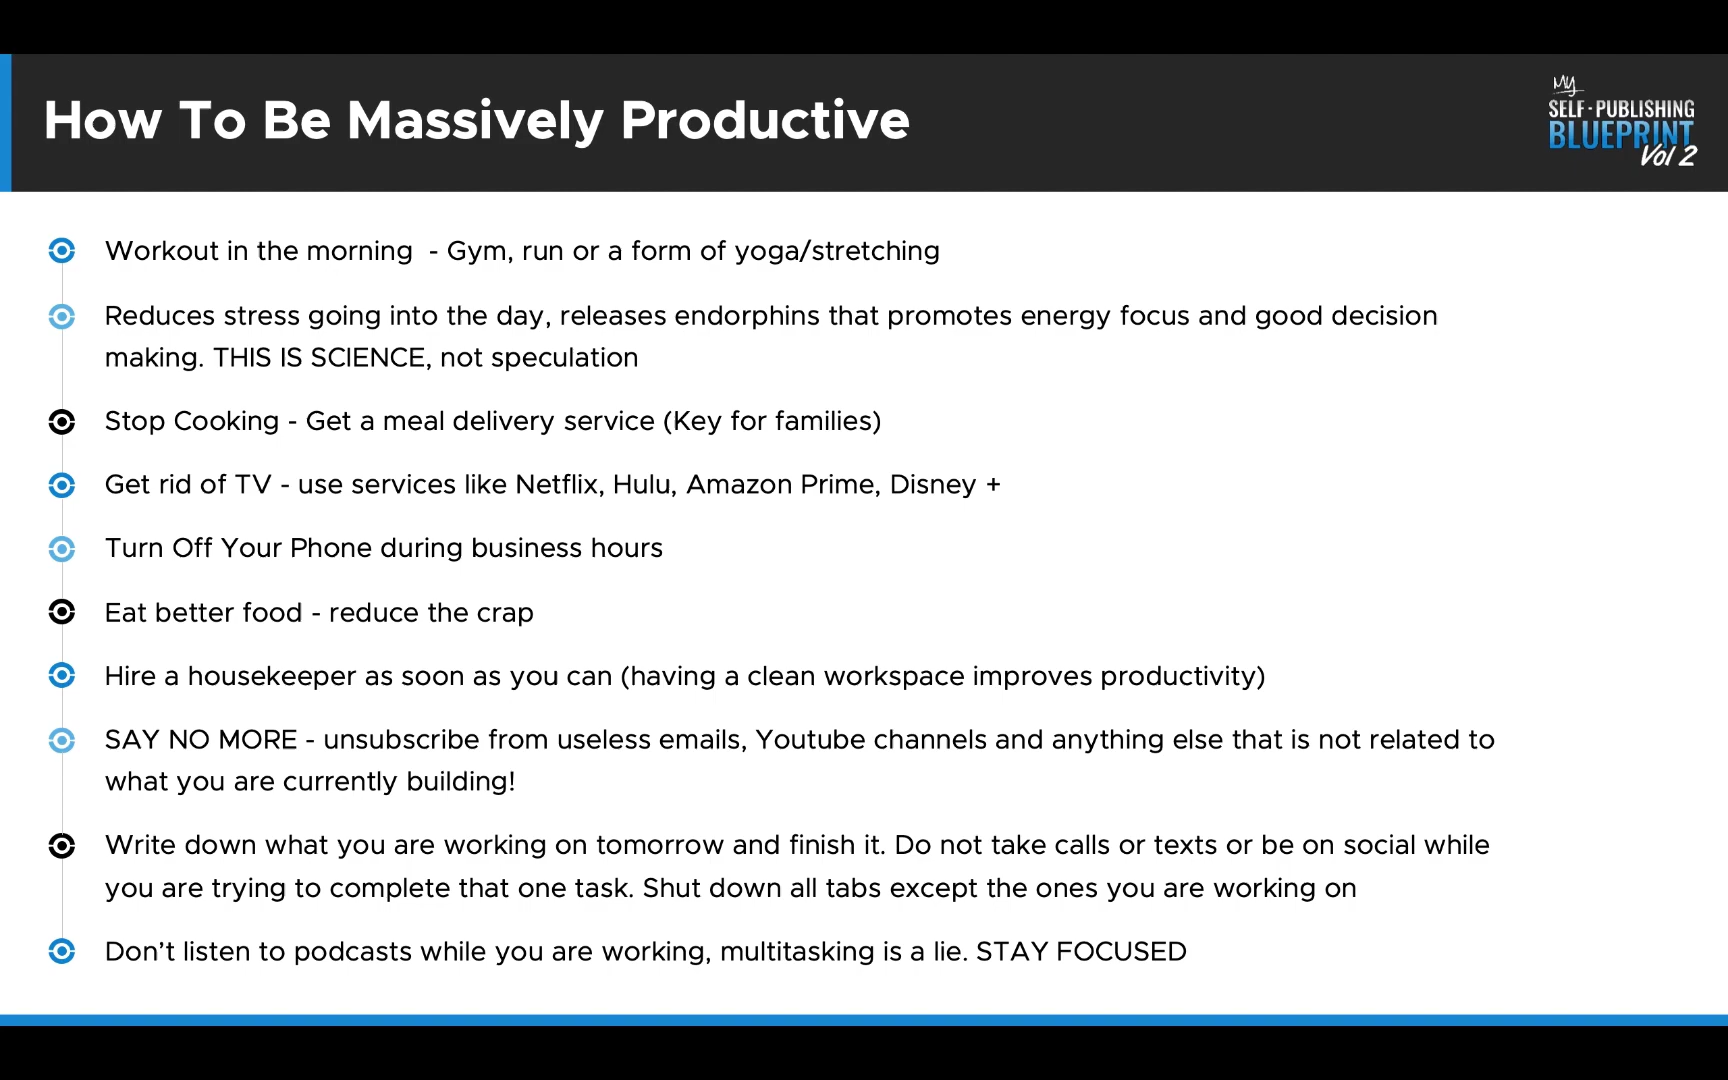 How To Be Massively Productive
My
SELF-PUBLISHING
BLUEPRINT
Vol 2
Workout in the morning  - Gym, run or a form of yoga/stretching
Reduces stress going into the day, releases endorphins that promotes energy focus and good decision
making. THIS IS SCIENCE, not speculation
Stop Cooking - Get a meal delivery service (Key for families)
Get rid of TV - use services like Netflix, Hulu, Amazon Prime, Disney +
Turn Off Your Phone during business hours
Eat better food - reduce the crap
Hire a housekeeper as soon as you can (having a clean workspace improves productivity)
SAY NO MORE - unsubscribe from useless emails, Youtube channels and anything else that is not related to
what you are currently building!
Write down what you are working on tomorrow and finish it. Do not take calls or texts or be on social while
you are trying to complete that one task. Shut down all tabs except the ones you are working on
Don’t listen to podcasts while you are working, multitasking is a lie. STAY FOCUSED